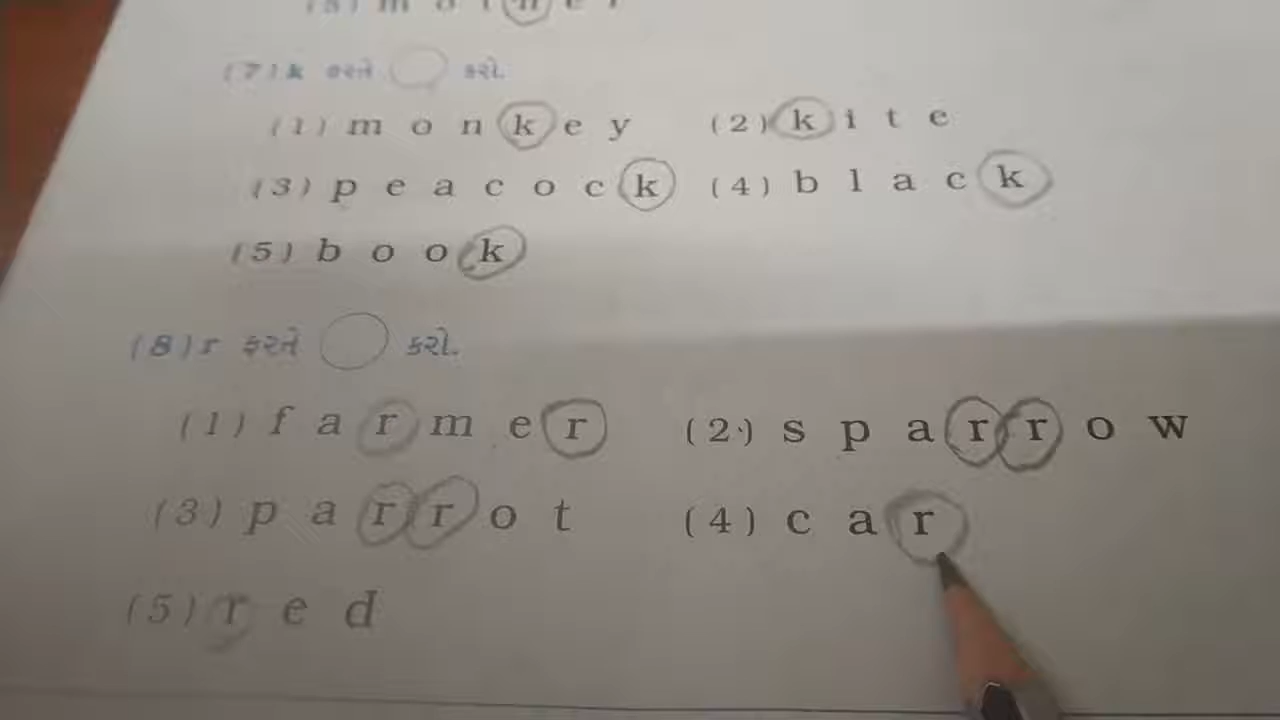 (7) k ફરતે ◯ કરો.
(1) m o n k e y (2) k i t e
(3) p e a c o c k (4) b l a c k
(5) b o o k
(8) r ફરતે ◯ કરો.
(1) f a r m e r (2) s p a r r o w
(3) p a r r o t (4) c a r
(5) r e d